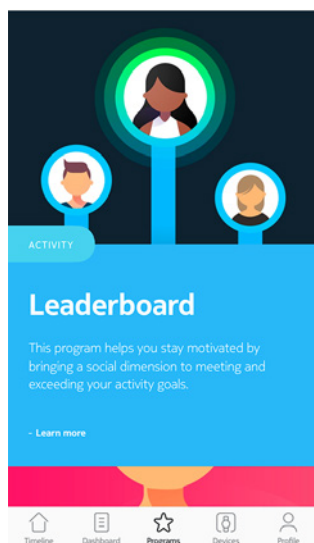 ACTIVITY
Leaderboard
This program helps you stay motivated by
bringing a social dimension to meeting and
exceeding your activity goals.
- Learn more
Timeline Dashboard Programs Devices Profile